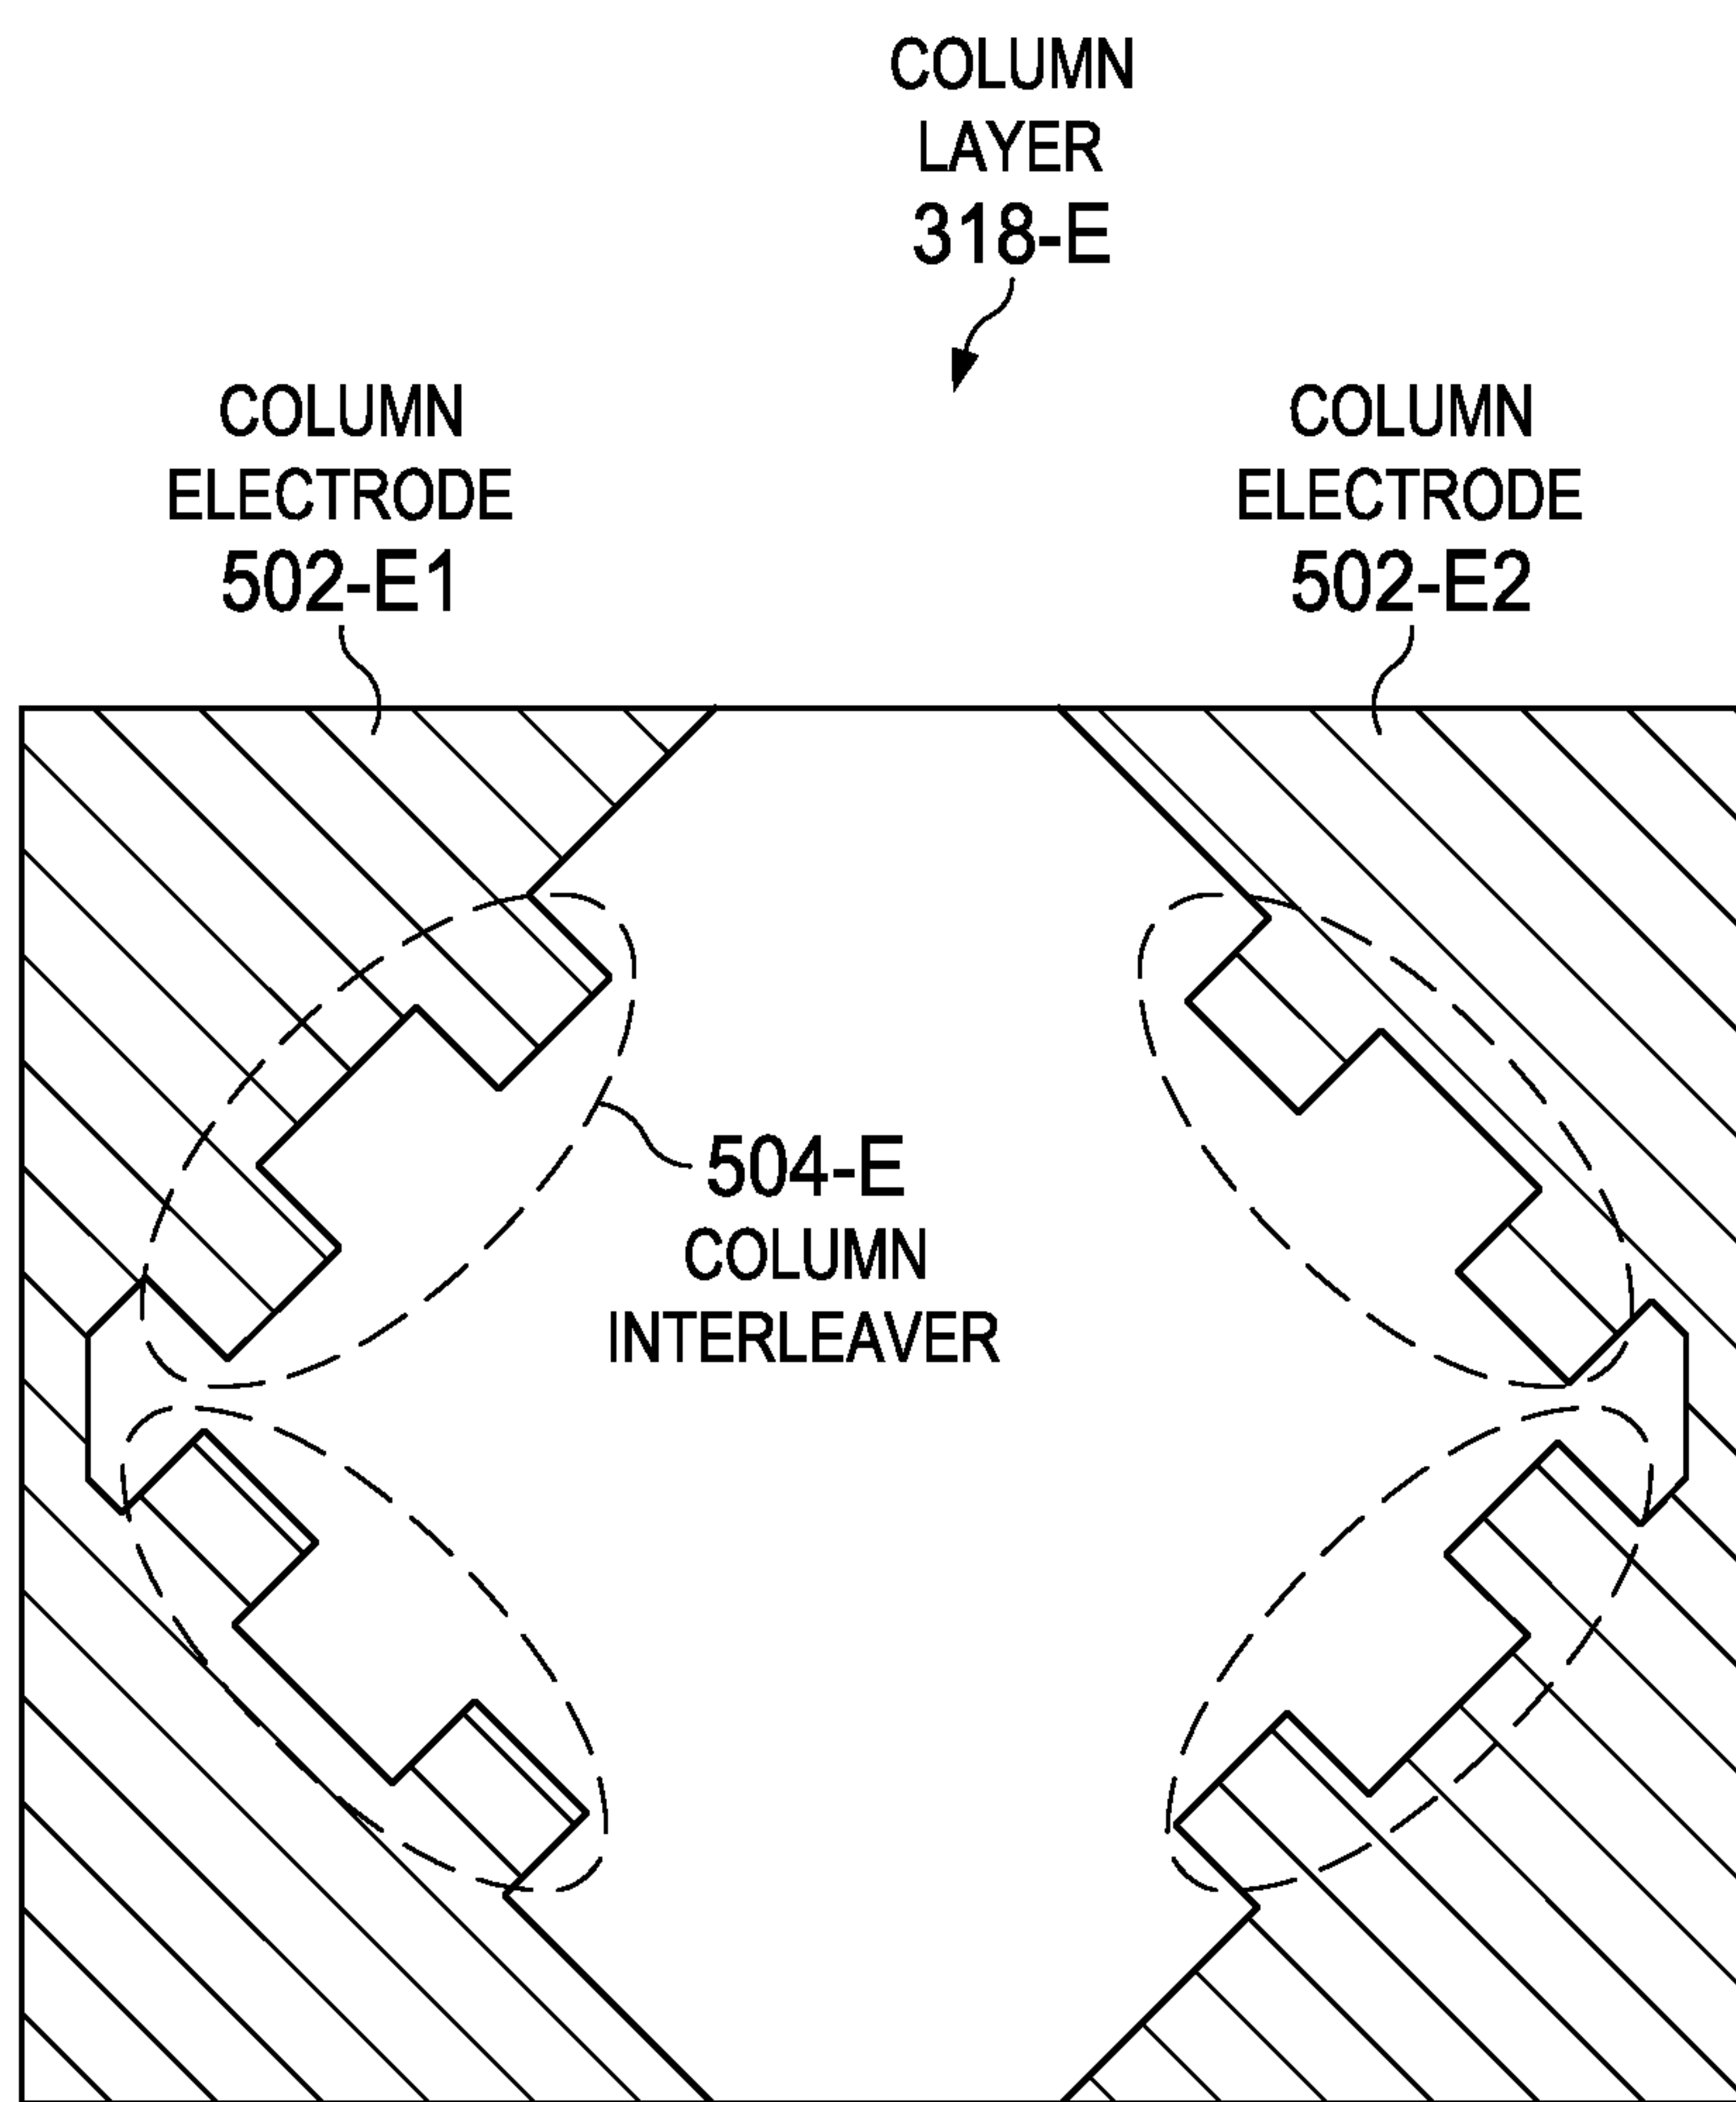 COLUMN
LAYER
318-E
COLUMN
ELECTRODE
502-E1
COLUMN
ELECTRODE
502-E2
504-E
COLUMN
INTERLEAVER